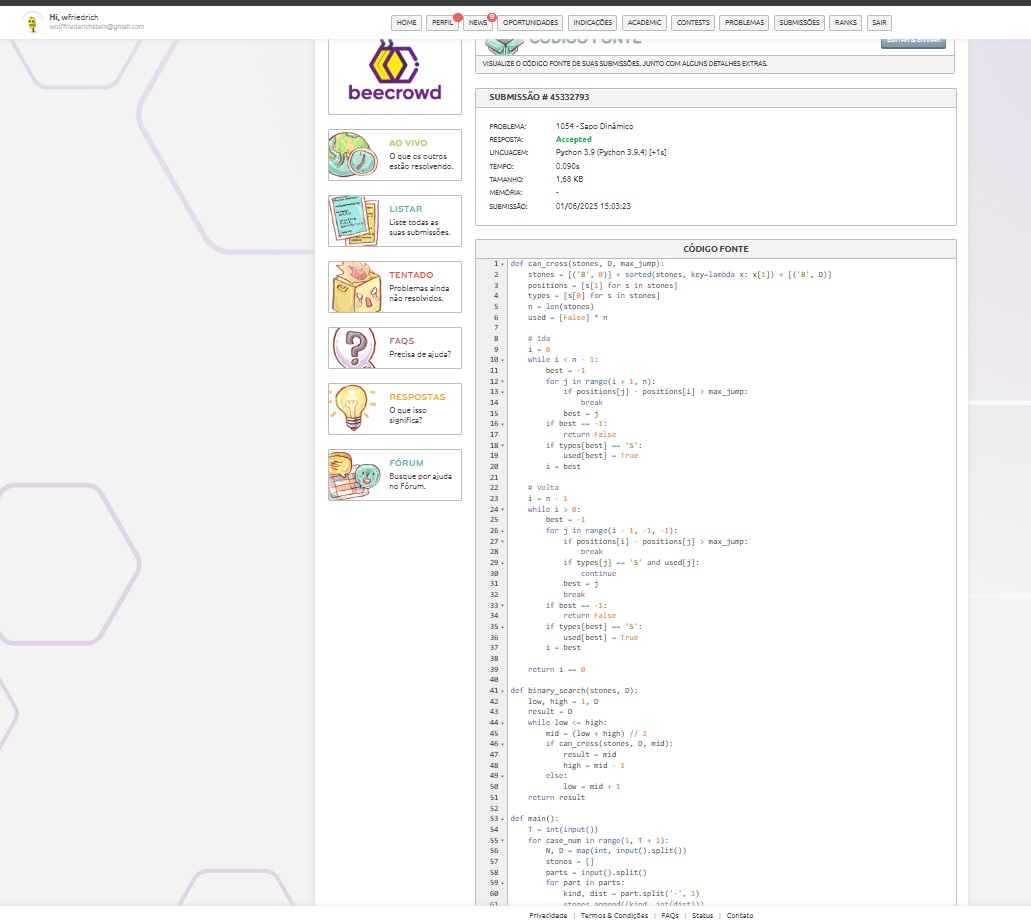 Hi, wfriedrich
wolffriederichstein@gmail.com
HOME PERFIL NEWS 9 OPORTUNIDADES INDICAÇÕES ACADEMIC CONTESTS PROBLEMAS SUBMISSÕES RANKS SAIR
beecrowd
AO VIVO
O que os outros
estão resolvendo.
LISTAR
Liste todas as
suas submissões.
TENTADO
Problemas ainda
não resolvidos.
FAQS
Precisa de ajuda?
RESPOSTAS
O que isso
significa?
FÓRUM
Busque por ajuda
no Fórum.
CÓDIGO FONTE
VISUALIZE O CÓDIGO FONTE DE SUAS SUBMISSÕES, JUNTO COM ALGUNS DETALHES EXTRAS.
SUBMISSÃO # 45332793
PROBLEMA: 1054 - Sapo Dinâmico
RESPOSTA: Accepted
LINGUAGEM: Python 3.9 (Python 3.9.4) [+1s]
TEMPO: 0.090s
TAMANHO: 1,68 KB
MEMÓRIA: -
SUBMISSÃO: 01/06/2025 15:03:23
CÓDIGO FONTE
1 def can_cross(stones, D, max_jump):
2     stones = [('B', 0)] + sorted(stones, key=lambda x: x[1]) + [('B', D)]
3     positions = [s[1] for s in stones]
4     types = [s[0] for s in stones]
5     n = len(stones)
6     used = [False] * n
7
8     # Ida
9     i = 0
10     while i < n - 1:
11         best = -1
12         for j in range(i + 1, n):
13             if positions[j] - positions[i] > max_jump:
14                 break
15             best = j
16         if best == -1:
17             return False
18         if types[best] == 'S':
19             used[best] = True
20         i = best
21
22     # Volta
23     i = n - 1
24     while i > 0:
25         best = -1
26         for j in range(i - 1, -1, -1):
27             if positions[i] - positions[j] > max_jump:
28                 break
29             if types[j] == 'S' and used[j]:
30                 continue
31             best = j
32             break
33         if best == -1:
34             return False
35         if types[best] == 'S':
36             used[best] = True
37         i = best
38
39     return i == 0
40
41 def binary_search(stones, D):
42     low, high = 1, D
43     result = D
44     while low <= high:
45         mid = (low + high) // 2
46         if can_cross(stones, D, mid):
47             result = mid
48             high = mid - 1
49         else:
50             low = mid + 1
51     return result
52
53 def main():
54     T = int(input())
55     for case_num in range(1, T + 1):
56         N, D = map(int, input().split())
57         stones = []
58         parts = input().split()
59         for part in parts:
60             kind, dist = part.split('-', 1)
61             stones.append((kind, int(dist)))
Privacidade | Termos & Condições | FAQs | Status | Contato